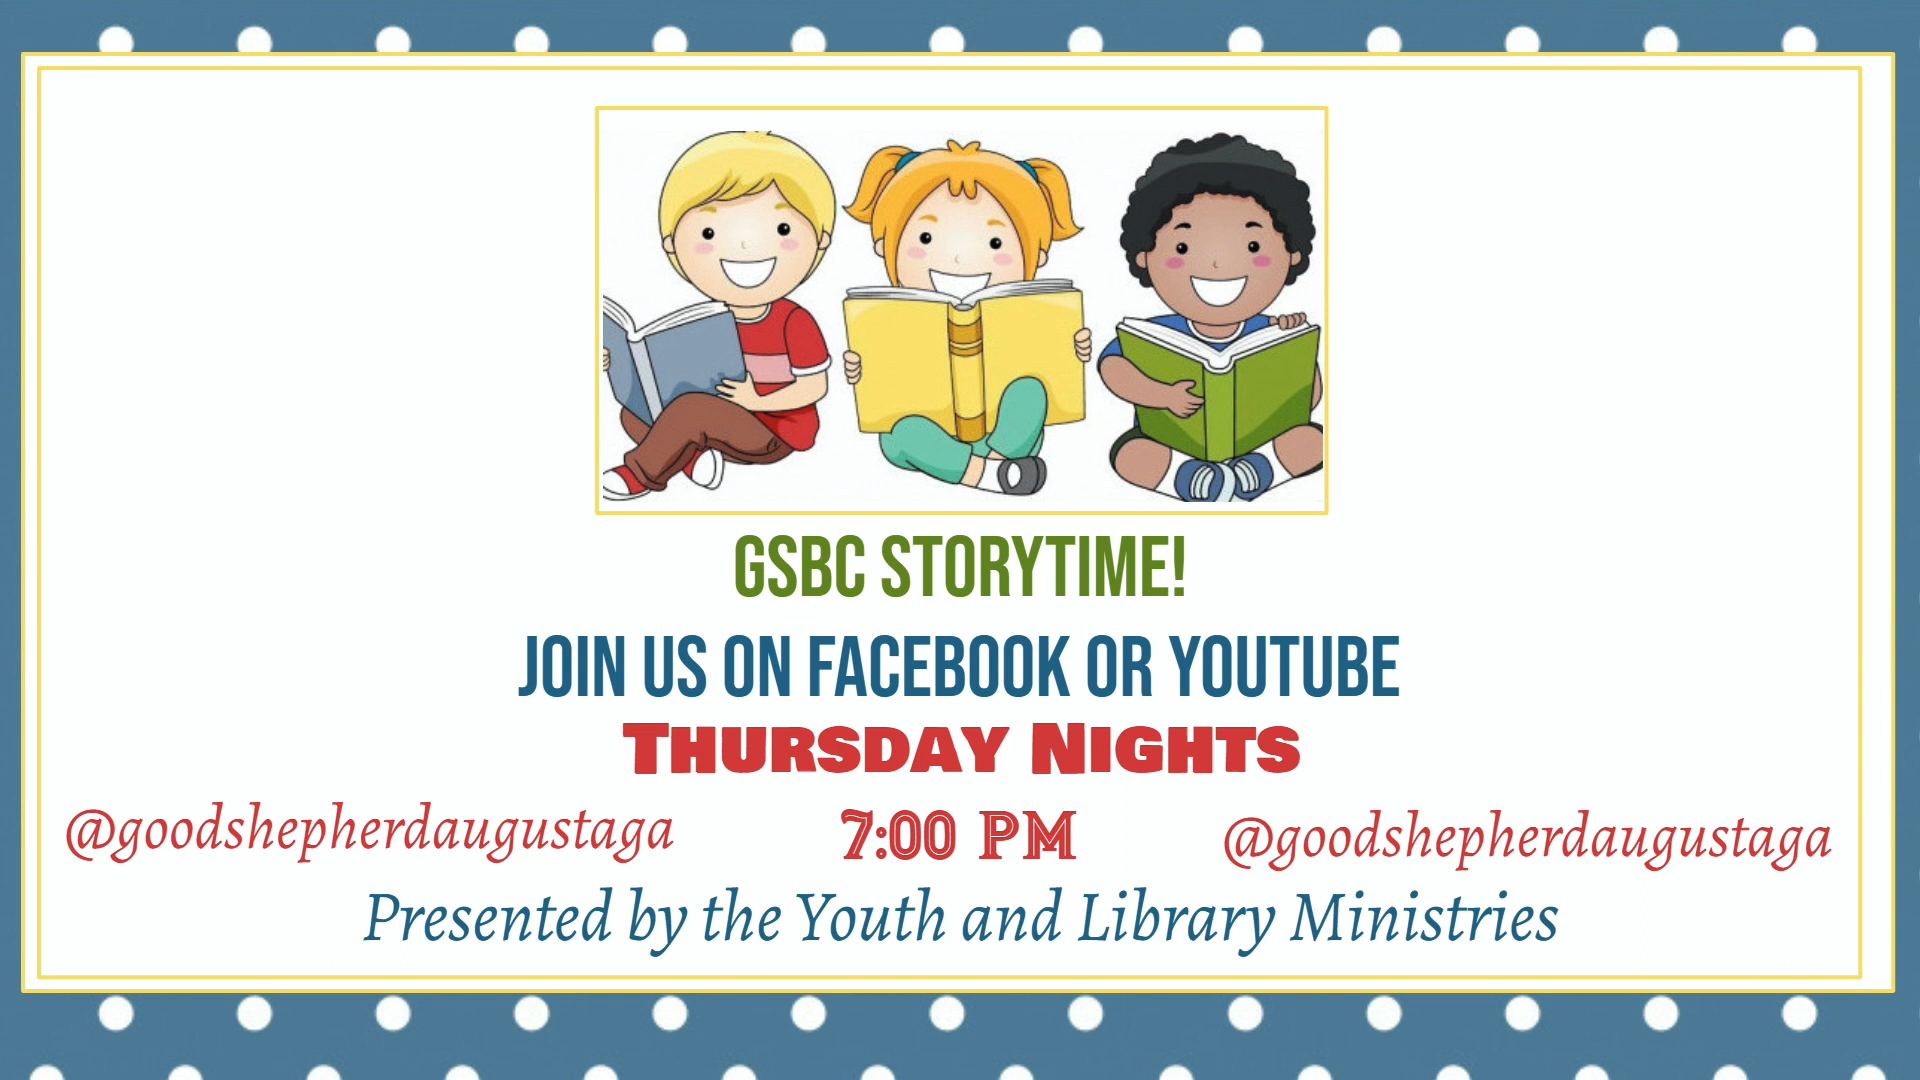 GSBC STORYTIME!
JOIN US ON FACEBOOK OR YOUTUBE
THURSDAY NIGHTS
@goodshepherdaugustaga 7:00 PM @goodshepherdaugustaga
Presented by the Youth and Library Ministries